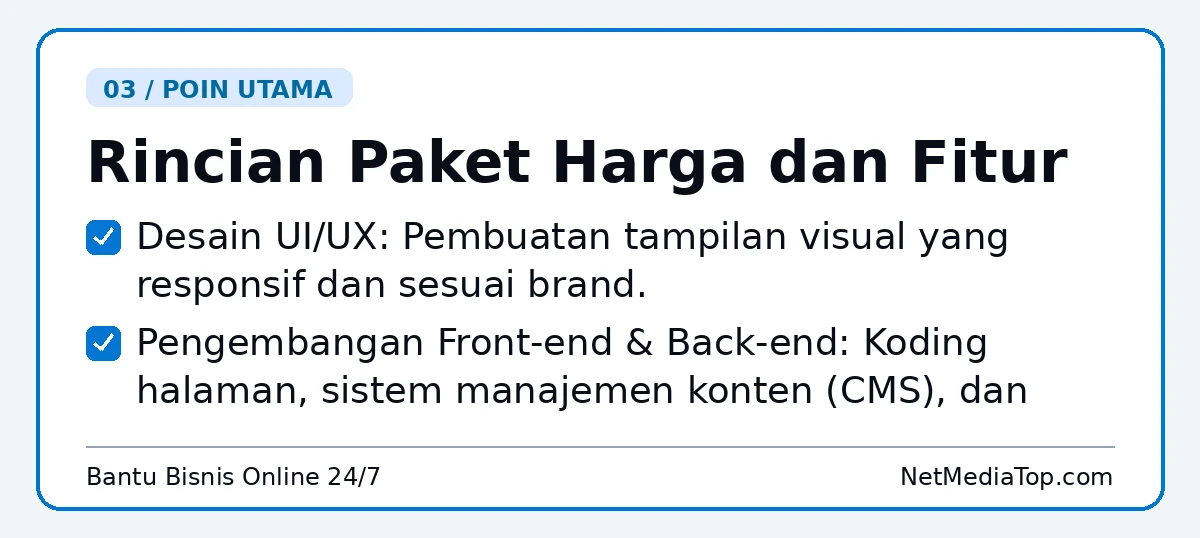 03 / POIN UTAMA
Rincian Paket Harga dan Fitur
Desain UI/UX: Pembuatan tampilan visual yang
responsif dan sesuai brand.
Pengembangan Front-end & Back-end: Koding
halaman, sistem manajemen konten (CMS), dan
Bantu Bisnis Online 24/7
NetMediaTop.com